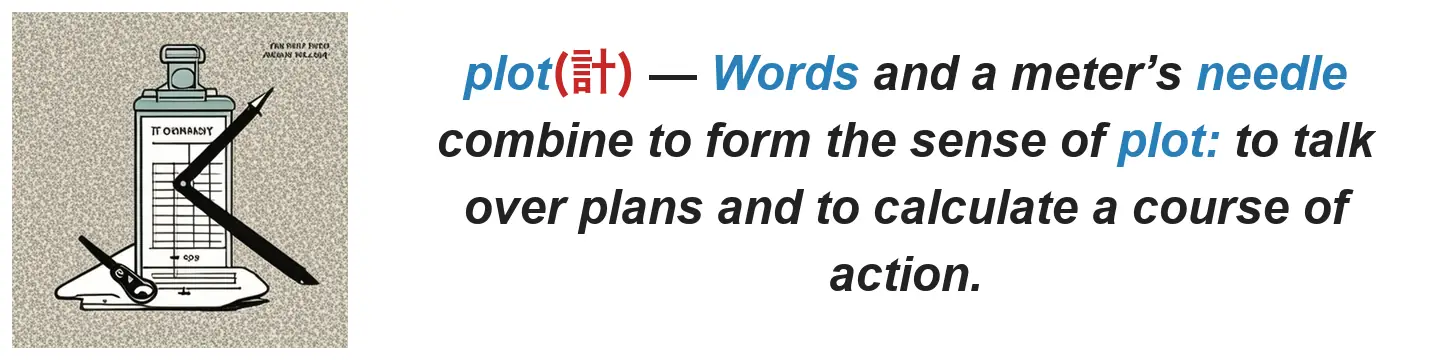 plot(計) — Words and a meter’s needle
combine to form the sense of plot: to talk
over plans and to calculate a course of
action.